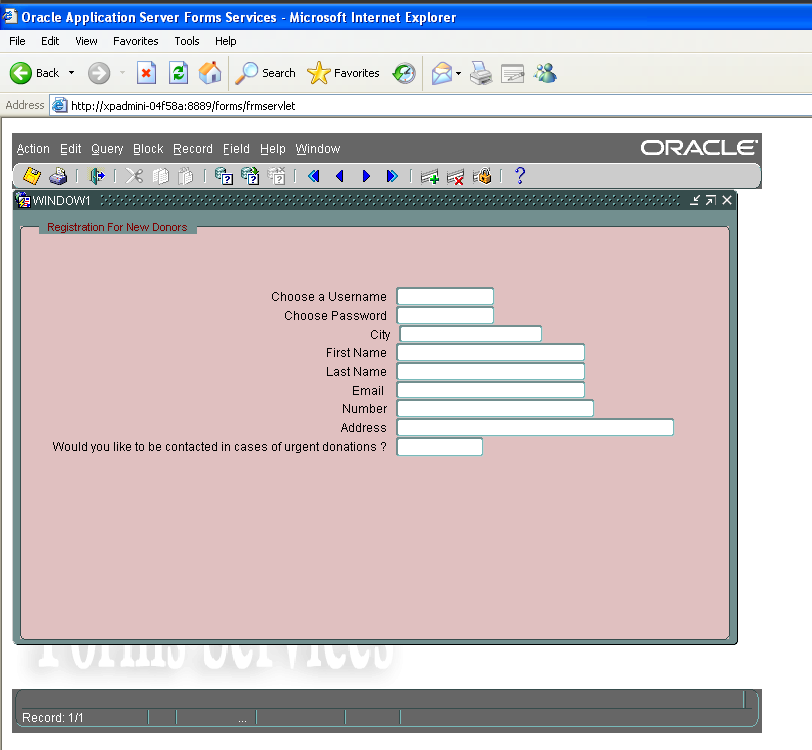 Oracle Application Server Forms Services - Microsoft Internet Explorer
File Edit View Favorites Tools Help
Back Search Favorites
Address http://xpadmini-04f58a:8889/forms/frmservlet
Action Edit Query Block Record Field Help Window ORACLE
WINDOW1
Registration For New Donors
Choose a Username
Choose Password
City
First Name
Last Name
Email
Number
Address
Would you like to be contacted in cases of urgent donations ?
Forms Services
Record: 1/1 ...